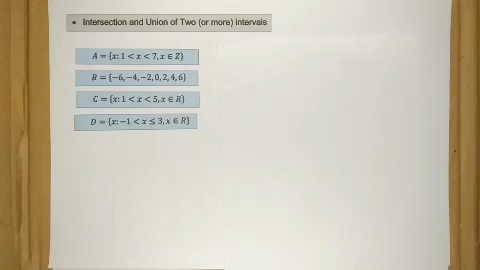 • Intersection and Union of Two (or more) intervals
A = {x: 1 < x < 7, x ∈ Z}
B = {−6, −4, −2, 0, 2, 4, 6}
C = {x: 1 < x < 5, x ∈ R}
D = {x: −1 < x ≤ 3, x ∈ R}